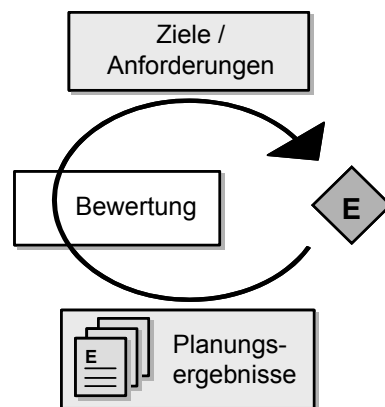 Ziele /
Anforderungen
Bewertung
E
E
Planungs-
ergebnisse